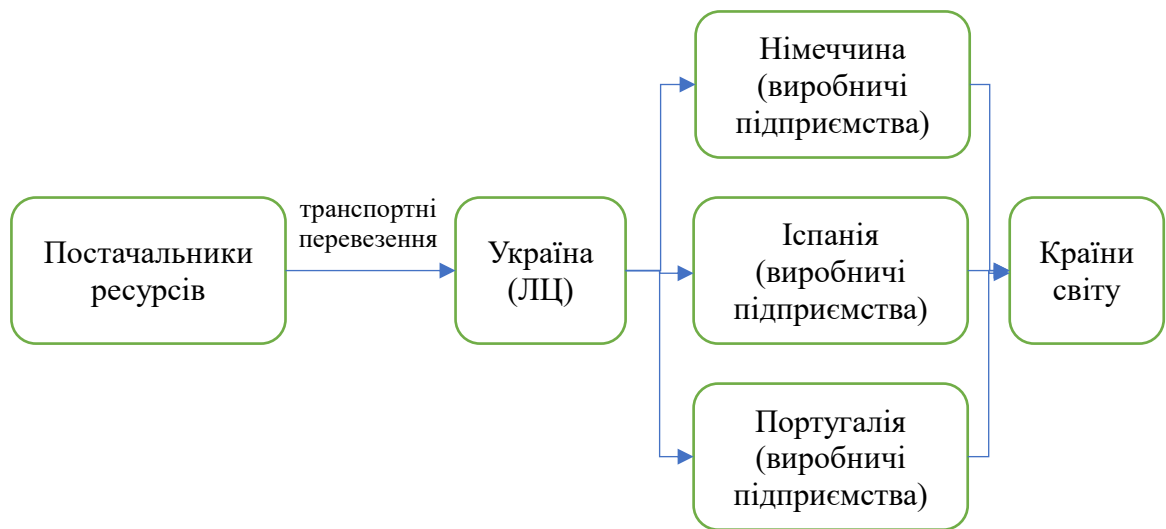 Постачальники
ресурсів
транспортні
перевезення
Україна
(ЛЦ)
Німеччина
(виробничі
підприємства)
Іспанія
(виробничі
підприємства)
Португалія
(виробничі
підприємства)
Країни
світу